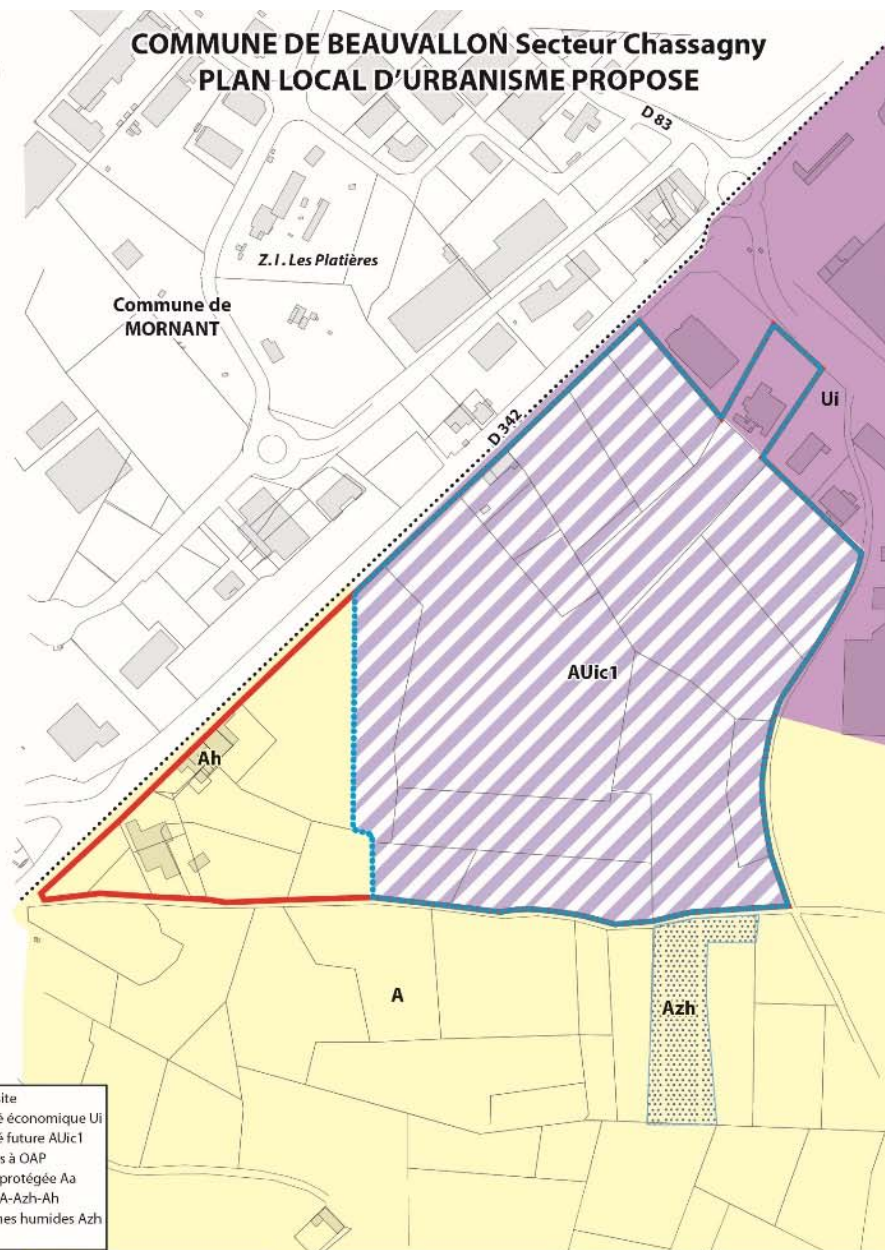 COMMUNE DE BEAUVALLON Secteur Chassagny
PLAN LOCAL D'URBANISME PROPOSE
D 83
Z.I. Les Platières
Commune de
MORNANT
D 342
Ui
AUic1
Ah
A
Azh
site
é économique Ui
é future AUic1
s à OAP
protégée Aa
A-Azh-Ah
nes humides Azh